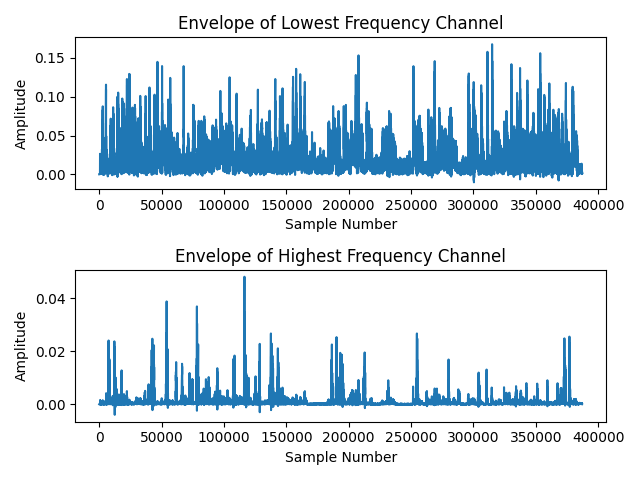 Envelope of Lowest Frequency Channel
0.15
0.10
0.05
0.00
Amplitude
0 50000 100000 150000 200000 250000 300000 350000 400000
Sample Number
Envelope of Highest Frequency Channel
0.04
0.02
0.00
Amplitude
0 50000 100000 150000 200000 250000 300000 350000 400000
Sample Number